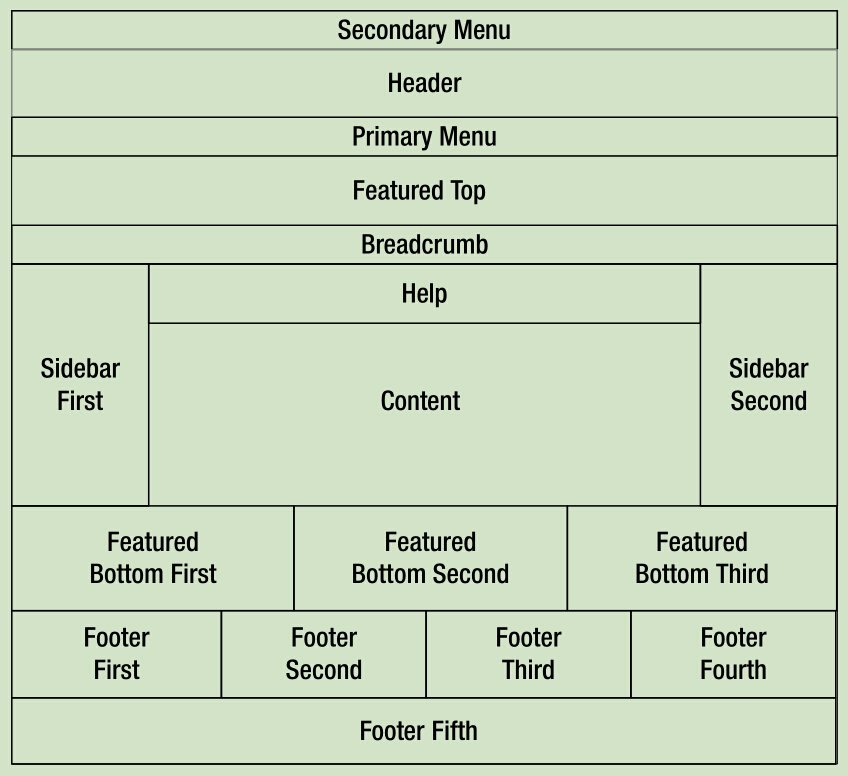 Secondary Menu
Header
Primary Menu
Featured Top
Breadcrumb
Sidebar
First
Help
Content
Sidebar
Second
Featured
Bottom First
Featured
Bottom Second
Featured
Bottom Third
Footer
First
Footer
Second
Footer
Third
Footer
Fourth
Footer Fifth